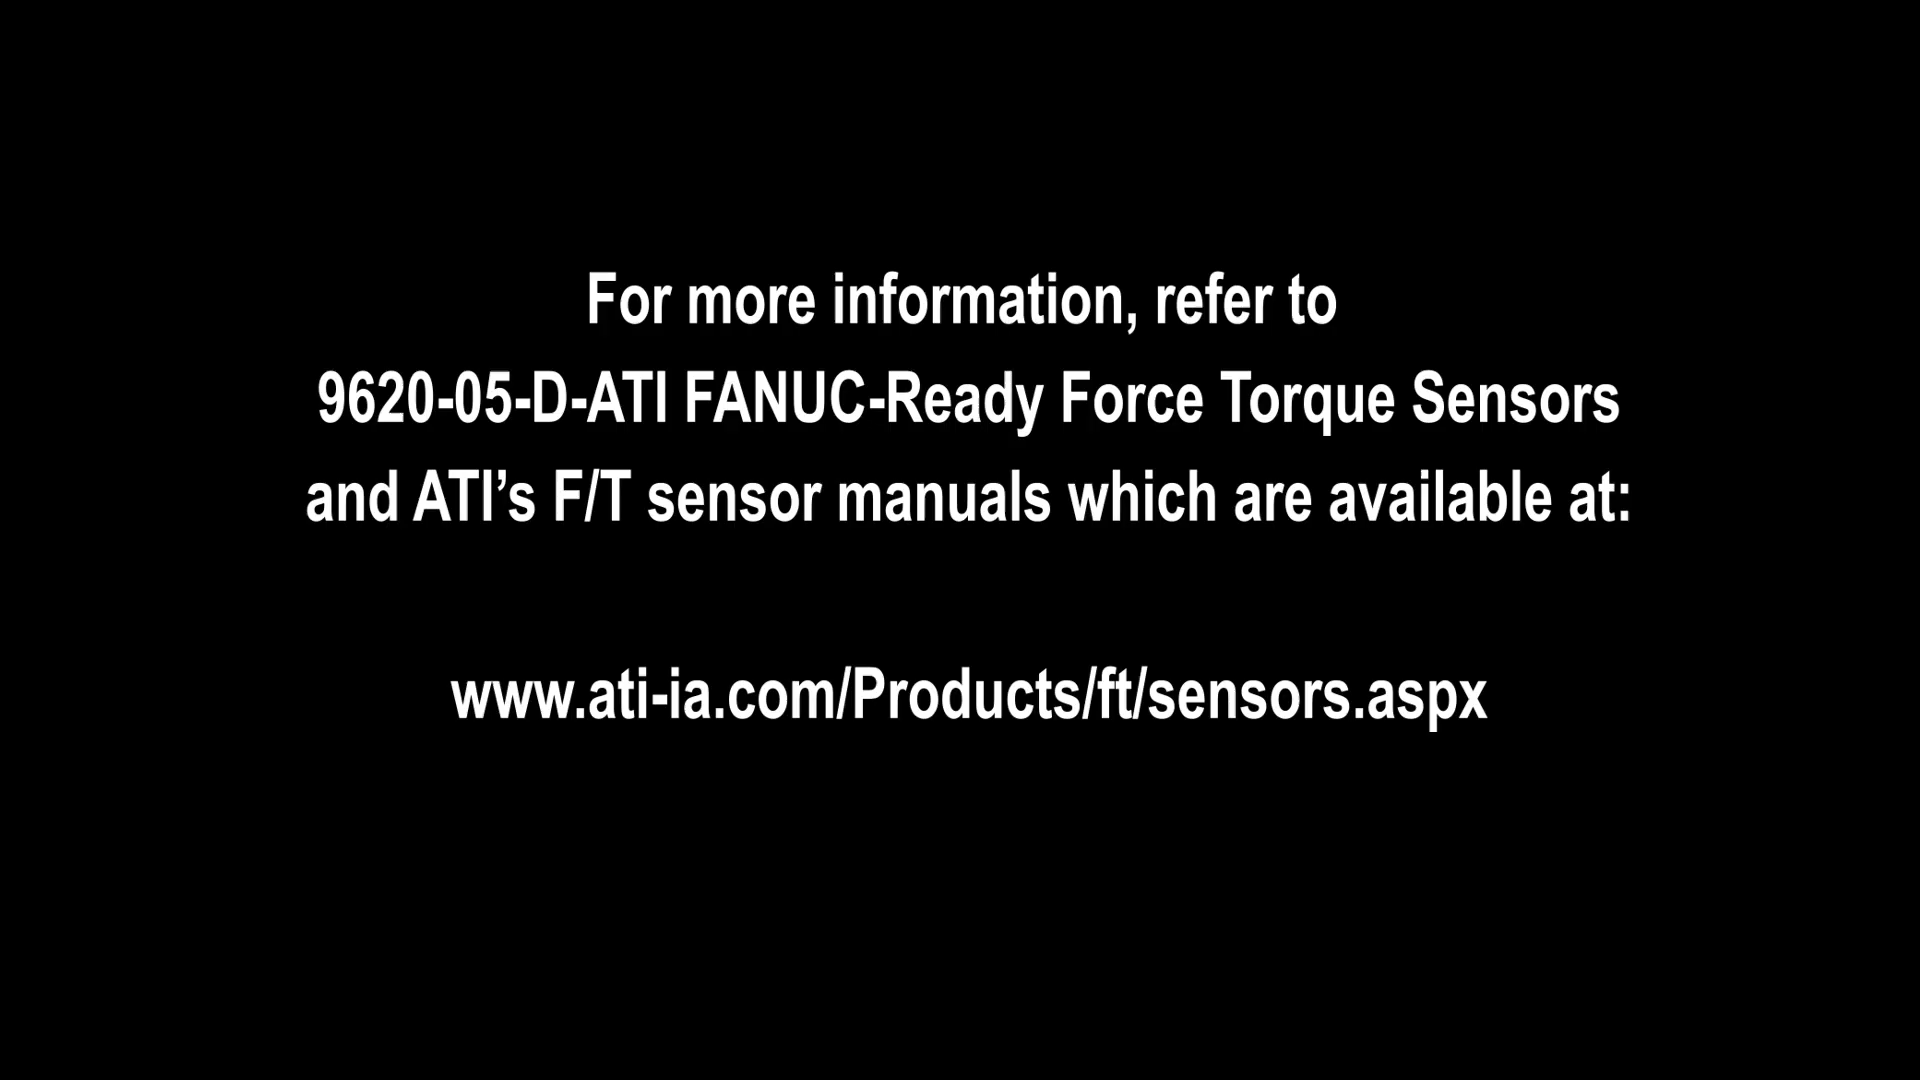 For more information, refer to
9620-05-D-ATI FANUC-Ready Force Torque Sensors
and ATI’s F/T sensor manuals which are available at:
www.ati-ia.com/Products/ft/sensors.aspx